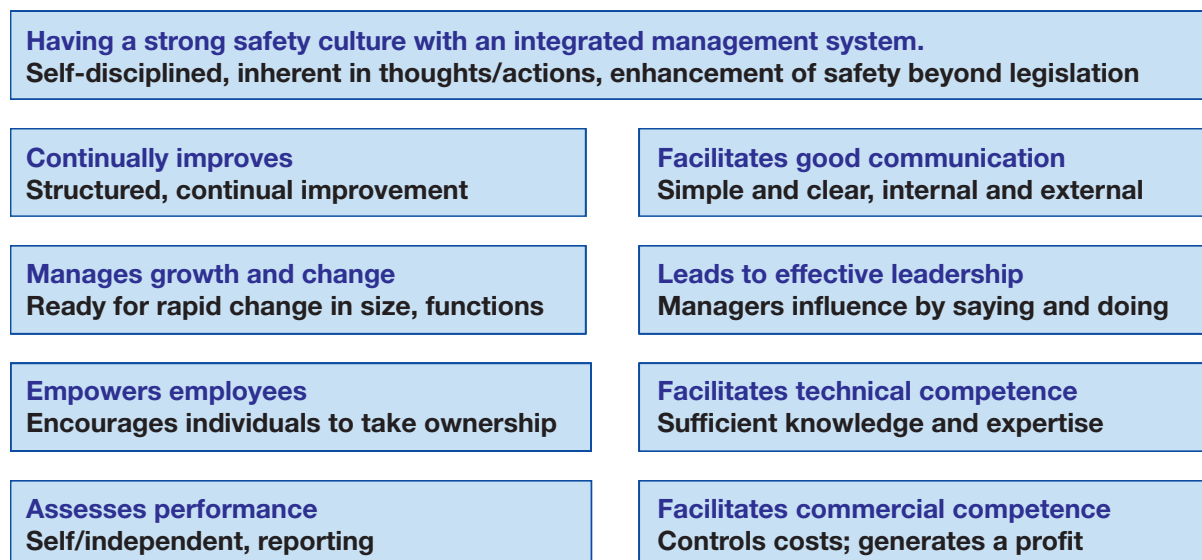 Having a strong safety culture with an integrated management system.
Self-disciplined, inherent in thoughts/actions, enhancement of safety beyond legislation
Continually improves
Structured, continual improvement
Facilitates good communication
Simple and clear, internal and external
Manages growth and change
Ready for rapid change in size, functions
Leads to effective leadership
Managers influence by saying and doing
Empowers employees
Encourages individuals to take ownership
Facilitates technical competence
Sufficient knowledge and expertise
Assesses performance
Self/independent, reporting
Facilitates commercial competence
Controls costs; generates a profit